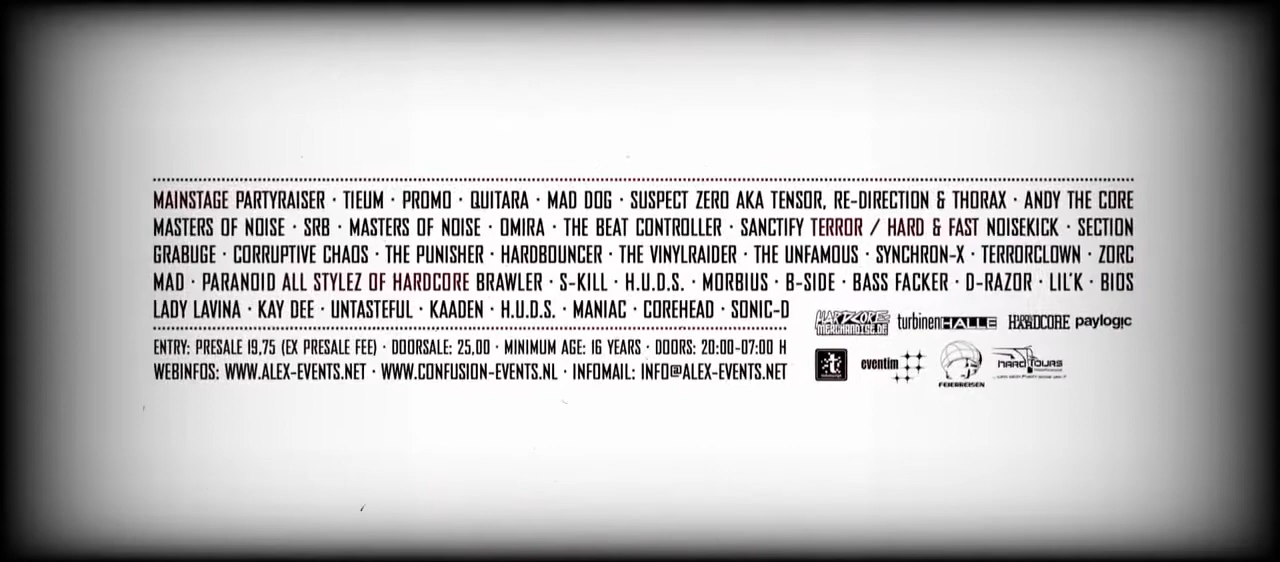 MAINSTAGE PARTYRAISER · TIEUM · PROMO · QUITARA · MAD DOG · SUSPECT ZERO AKA TENSOR, RE-DIRECTION & THORAX · ANDY THE CORE
MASTERS OF NOISE · SRB · MASTERS OF NOISE · OMIRA · THE BEAT CONTROLLER · SANCTIFY TERROR / HARD & FAST NOISEKICK · SECTION
GRABUGE · CORRUPTIVE CHAOS · THE PUNISHER · HARDBOUNCER · THE VINYLRAIDER · THE UNFAMOUS · SYNCHRON-X · TERRORCLOWN · ZORC
MAD · PARANOID ALL STYLEZ OF HARDCORE BRAWLER · S-KILL · H.U.D.S. · MORBIUS · B-SIDE · BASS FACKER · D-RAZOR · LIL'K · BIOS
LADY LAVINA · KAY DEE · UNTASTEFUL · KAADEN · H.U.D.S. · MANIAC · COREHEAD · SONIC-D
ENTRY: PRESALE 19,75 (EX PRESALE FEE) · DOORSALE: 25,00 · MINIMUM AGE: 16 YEARS · DOORS: 20:00-07:00 H
WEBINFOS: WWW.ALEX-EVENTS.NET · WWW.CONFUSION-EVENTS.NL · INFOMAIL: INFO@ALEX-EVENTS.NET
HARDCORE MERCHANDISE.DE turbinenHALLE HARDCORE paylogic
t eventim FEIERREISEN HARDTOURS